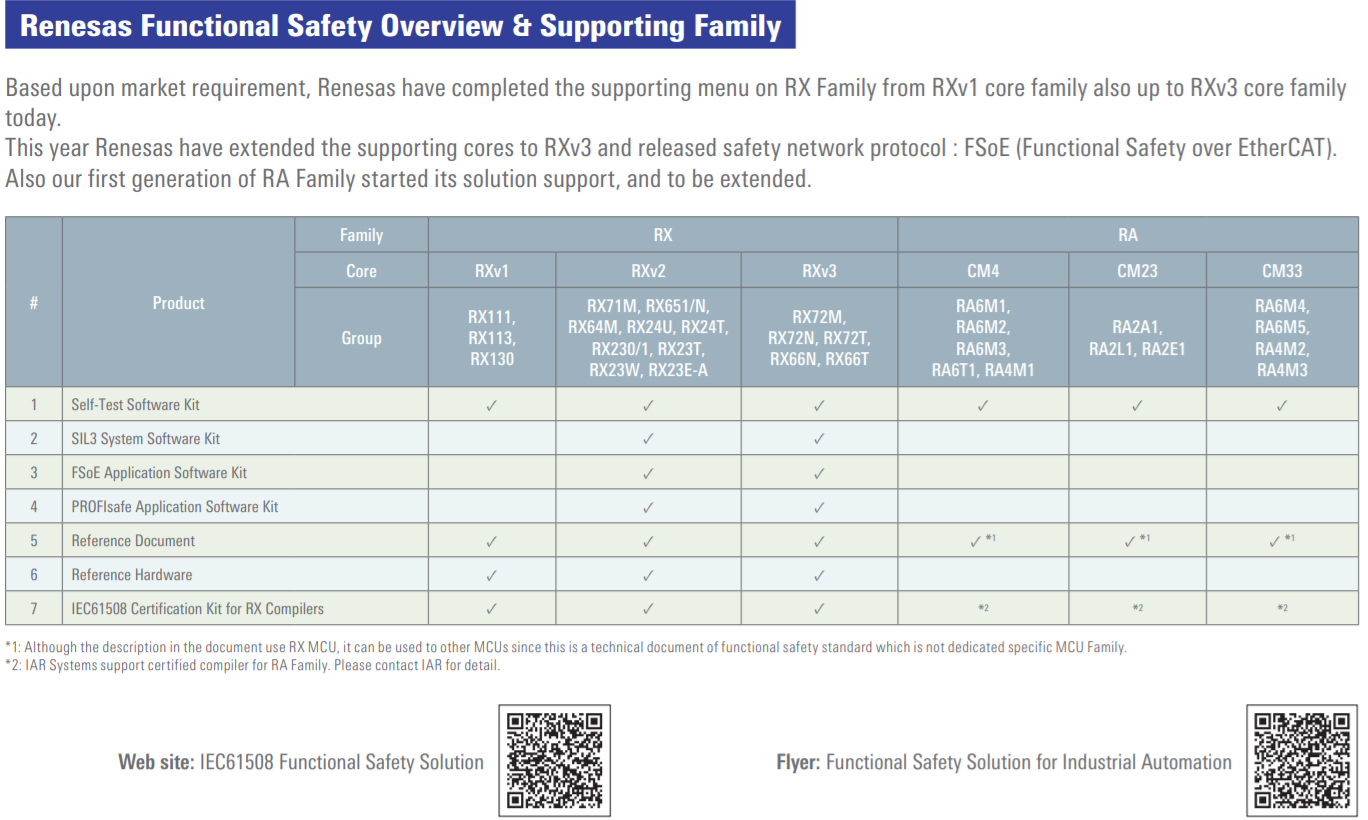 Renesas Functional Safety Overview & Supporting Family
Based upon market requirement, Renesas have completed the supporting menu on RX Family from RXv1 core family also up to RXv3 core family
today.
This year Renesas have extended the supporting cores to RXv3 and released safety network protocol : FSoE (Functional Safety over EtherCAT).
Also our first generation of RA Family started its solution support, and to be extended.
# Product Family RX RA
Core RXv1 RXv2 RXv3 CM4 CM23 CM33
Group
RX111,
RX113,
RX130
RX71M, RX651/N,
RX64M, RX24U, RX24T,
RX230/1, RX23T,
RX23W, RX23E-A
RX72M,
RX72N, RX72T,
RX66N, RX66T
RA6M1,
RA6M2,
RA6M3,
RA6T1, RA4M1
RA2A1,
RA2L1, RA2E1
RA6M4,
RA6M5,
RA4M2,
RA4M3
1 Self-Test Software Kit ✓ ✓ ✓ ✓ ✓ ✓
2 SIL3 System Software Kit ✓ ✓
3 FSoE Application Software Kit ✓ ✓
4 PROFIsafe Application Software Kit ✓ ✓
5 Reference Document ✓ ✓ ✓ ✓*1 ✓*1 ✓*1
6 Reference Hardware ✓ ✓ ✓
7 IEC61508 Certification Kit for RX Compilers ✓ ✓ ✓ *2 *2 *2
*1: Although the description in the document use RX MCU, it can be used to other MCUs since this is a technical document of functional safety standard which is not dedicated specific MCU Family.
*2: IAR Systems support certified compiler for RA Family. Please contact IAR for detail.
Web site: IEC61508 Functional Safety Solution
Flyer: Functional Safety Solution for Industrial Automation